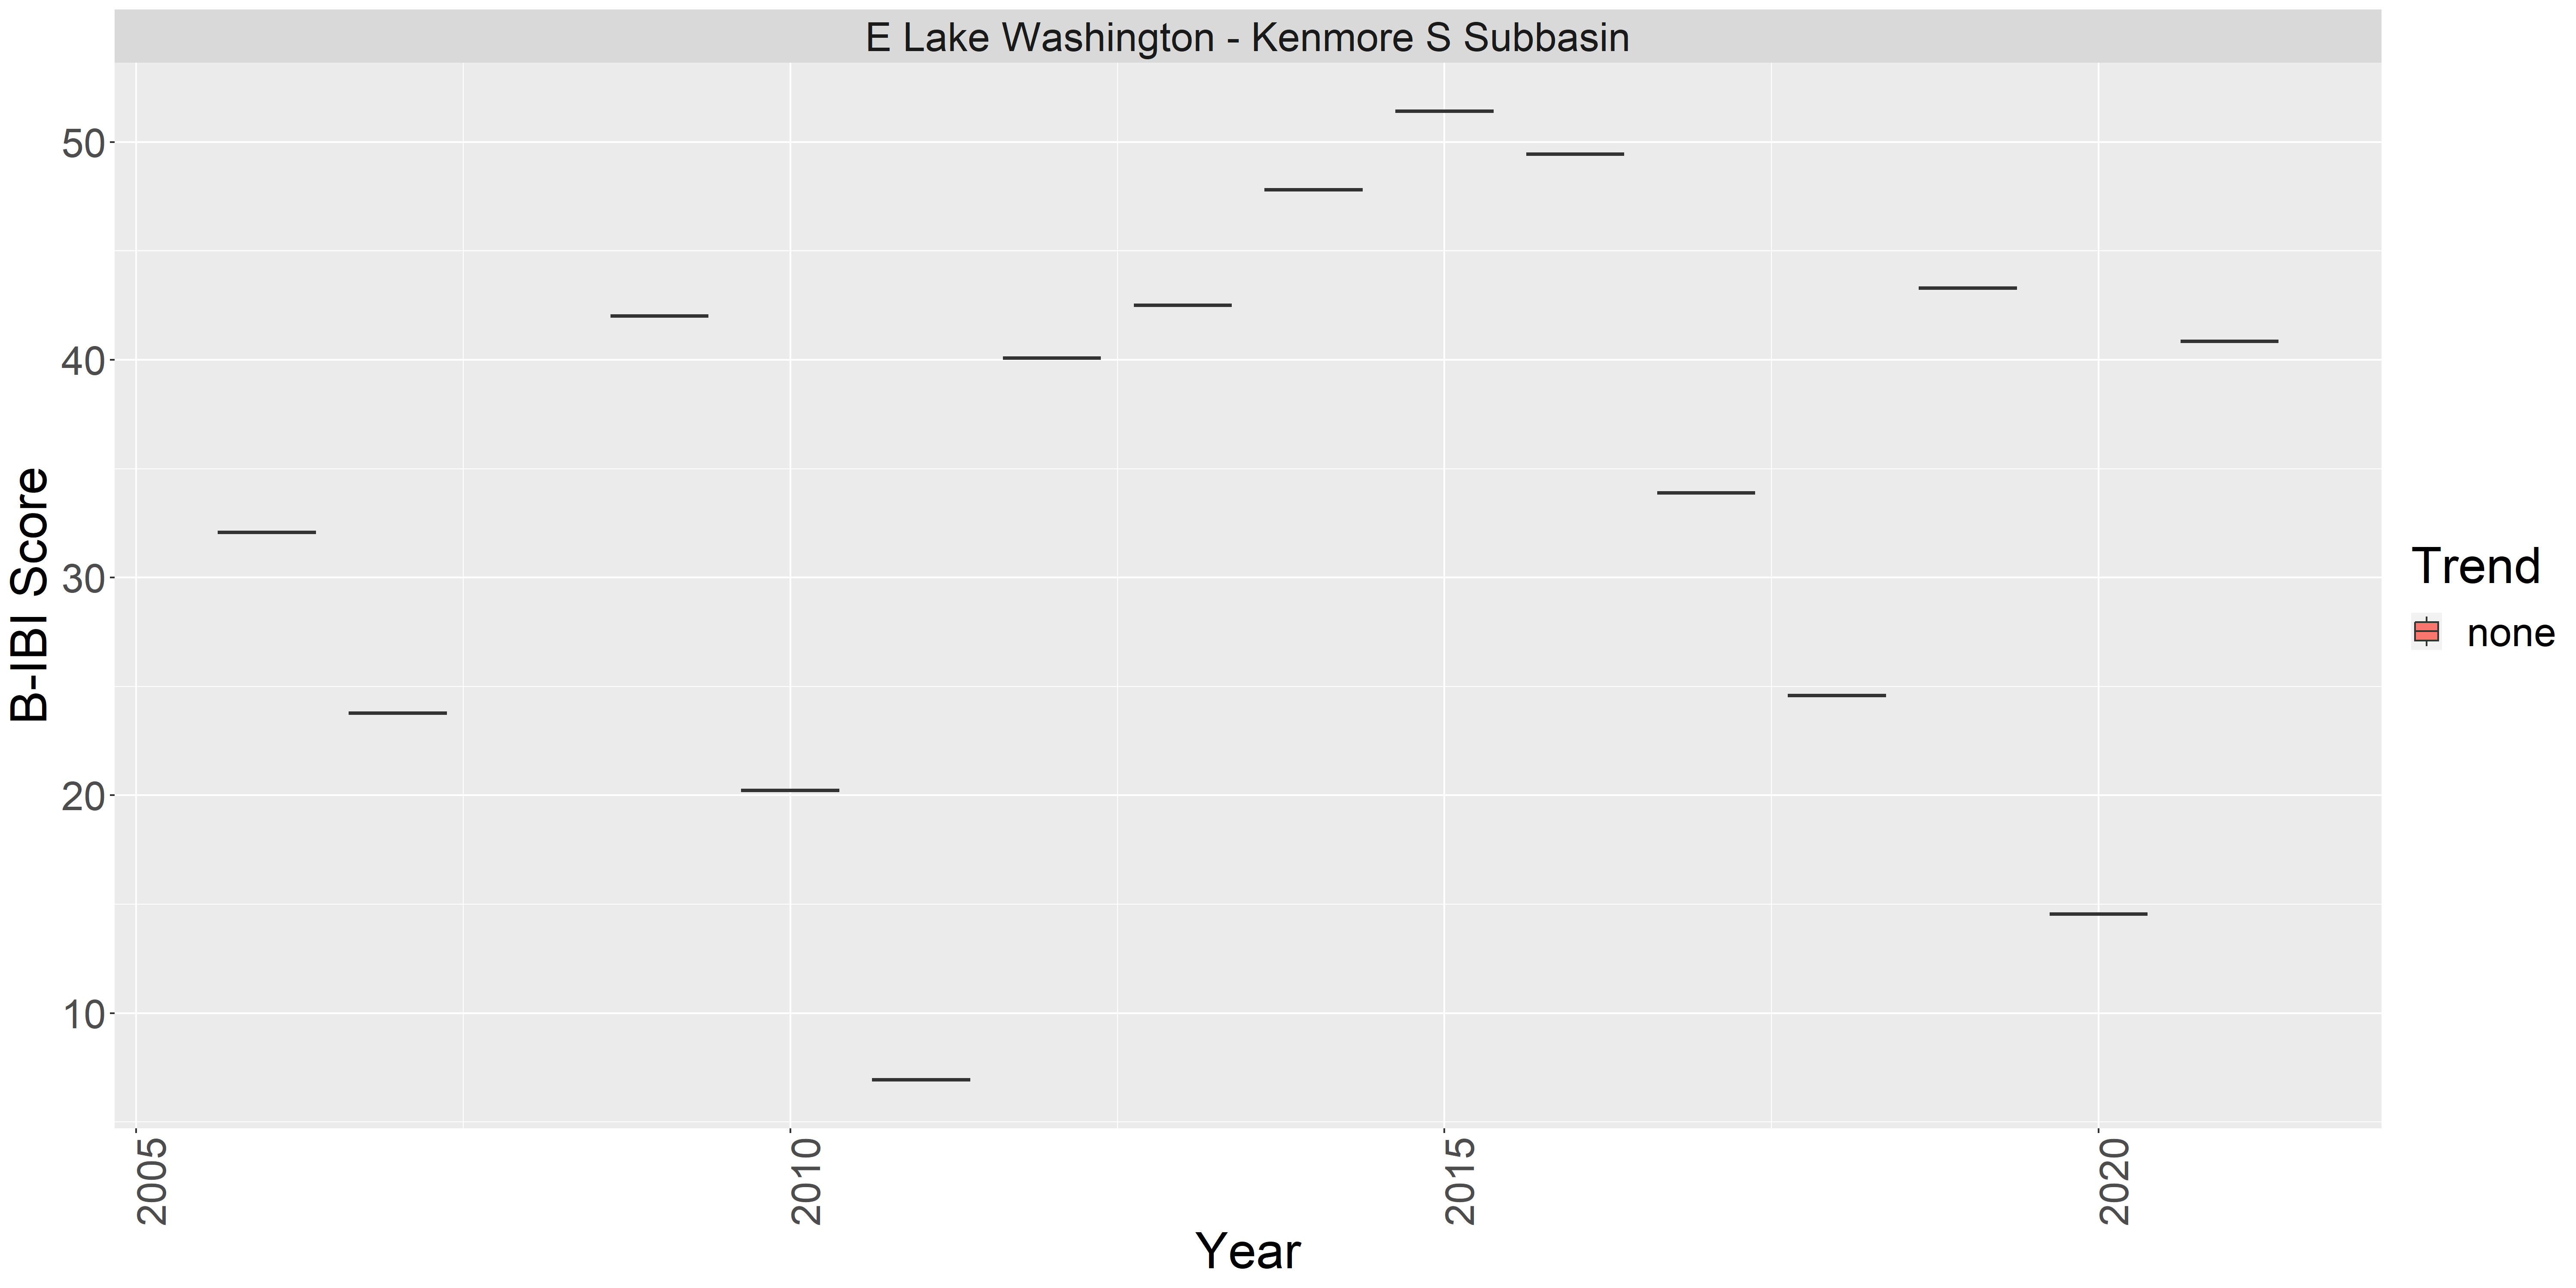 E Lake Washington - Kenmore S Subbasin
B-IBI Score
50
40
30
20
10
2005
2010
2015
2020
Year
Trend
none